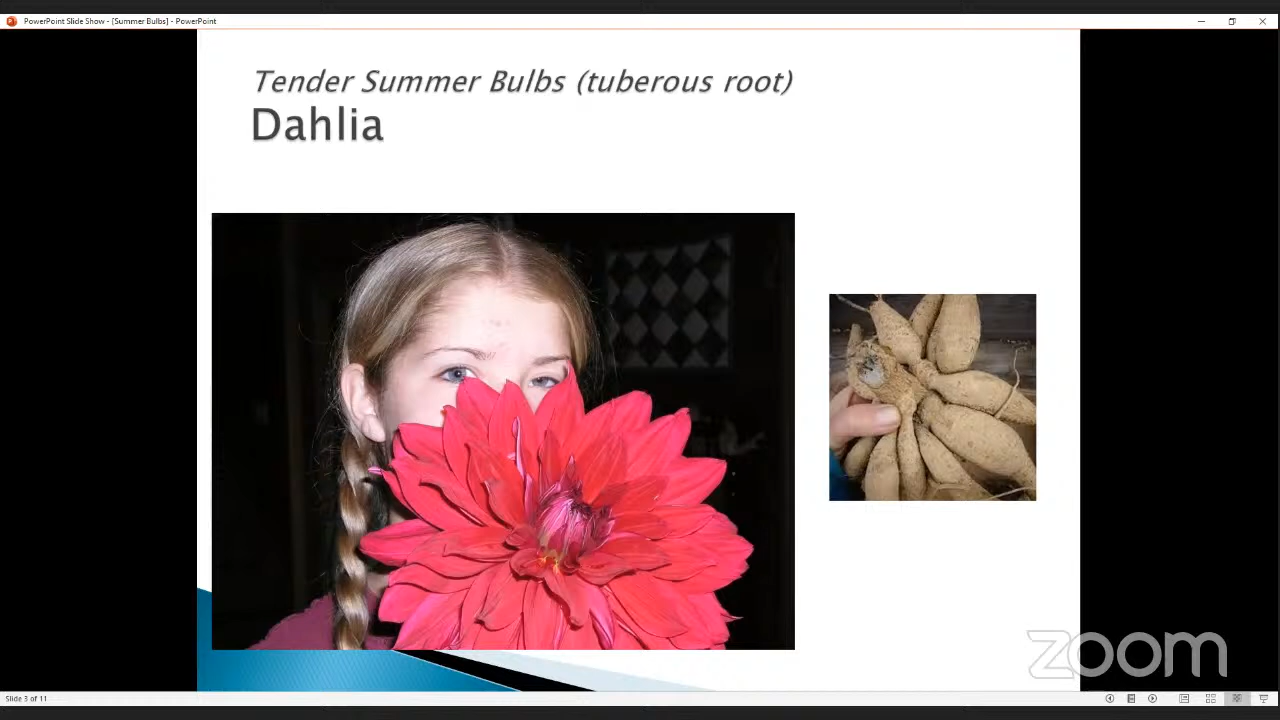 PowerPoint Slide Show - [Summer Bulbs] - PowerPoint
Tender Summer Bulbs (tuberous root)
Dahlia
zoom
Slide 3 of 11